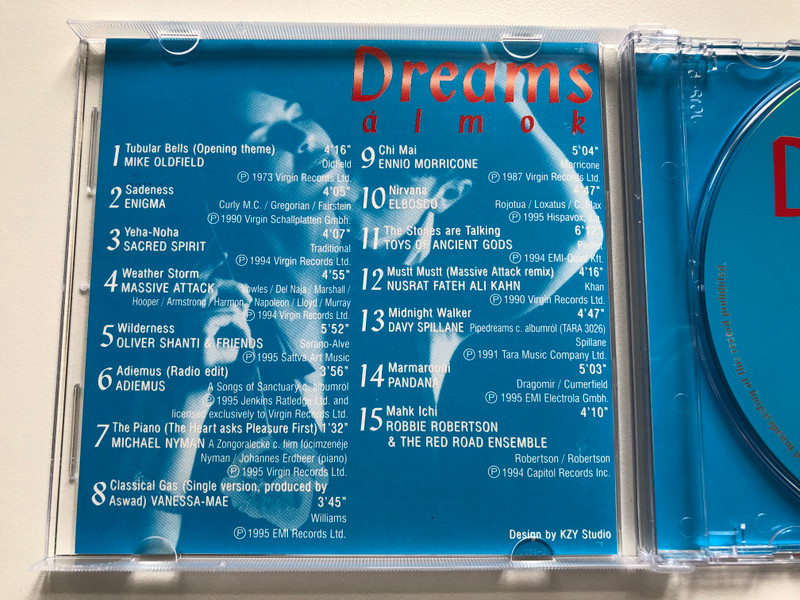 Dreams
álmok
1 Tubular Bells (Opening theme) 4'16"
MIKE OLDFIELD Oldfield
Ⓟ 1973 Virgin Records Ltd.
2 Sadeness 4'05"
ENIGMA Curly M.C. / Gregorian / Fairstein
Ⓟ 1990 Virgin Schallplatten Gmbh.
3 Yeha-Noha 4'07"
SACRED SPIRIT Traditional
Ⓟ 1994 Virgin Records Ltd.
4 Weather Storm 4'55"
MASSIVE ATTACK Vowles / Del Naja / Marshall /
Hooper / Armstrong / Harmon / Napoleon / Lloyd / Murray
Ⓟ 1994 Virgin Records Ltd.
5 Wilderness 5'52"
OLIVER SHANTI & FRIENDS Serano-Alve
Ⓟ 1995 Sattva Art Music
6 Adiemus (Radio edit) 3'56"
ADIEMUS A Songs of Sanctuary c. albumról
Ⓟ 1995 Jenkins Ratledge Ltd. and
licensed exclusively to Virgin Records Ltd.
7 The Piano (The Heart asks Pleasure First) 1'32"
MICHAEL NYMAN A Zongoralecke c. film főcímzenéje
Nyman / Johannes Erdbeer (piano)
Ⓟ 1995 Virgin Records Ltd.
8 Classical Gas (Single version, produced by
Aswad) VANESSA-MAE 3'45"
Williams
Ⓟ 1995 EMI Records Ltd.
9 Chi Mai 5'04"
ENNIO MORRICONE Morricone
Ⓟ 1987 Virgin Records Ltd.
10 Nirvana 4'47"
ELBOSCO Rojotua / Loxatus / C. Max
Ⓟ 1995 Hispavox, s.a.
11 The Stones are Talking 6'12"
TOYS OF ANCIENT GODS
Ⓟ 1994 EMI-Quint Kft.
12 Mustt Mustt (Massive Attack remix) 4'16"
NUSRAT FATEH ALI KAHN Khan
Ⓟ 1990 Virgin Records Ltd.
13 Midnight Walker 4'47"
DAVY SPILLANE Pipedreams c. albumról (TARA 3026)
Spillane
Ⓟ 1991 Tara Music Company Ltd.
14 Marmarooni 5'03"
PANDANA Dragomir / Cumerfield
Ⓟ 1995 EMI Electrola Gmbh.
15 Mahk Ichi 4'10"
ROBBIE ROBERTSON
& THE RED ROAD ENSEMBLE
Robertson / Robertson
Ⓟ 1994 Capitol Records Inc.
Design by KZY Studio
D